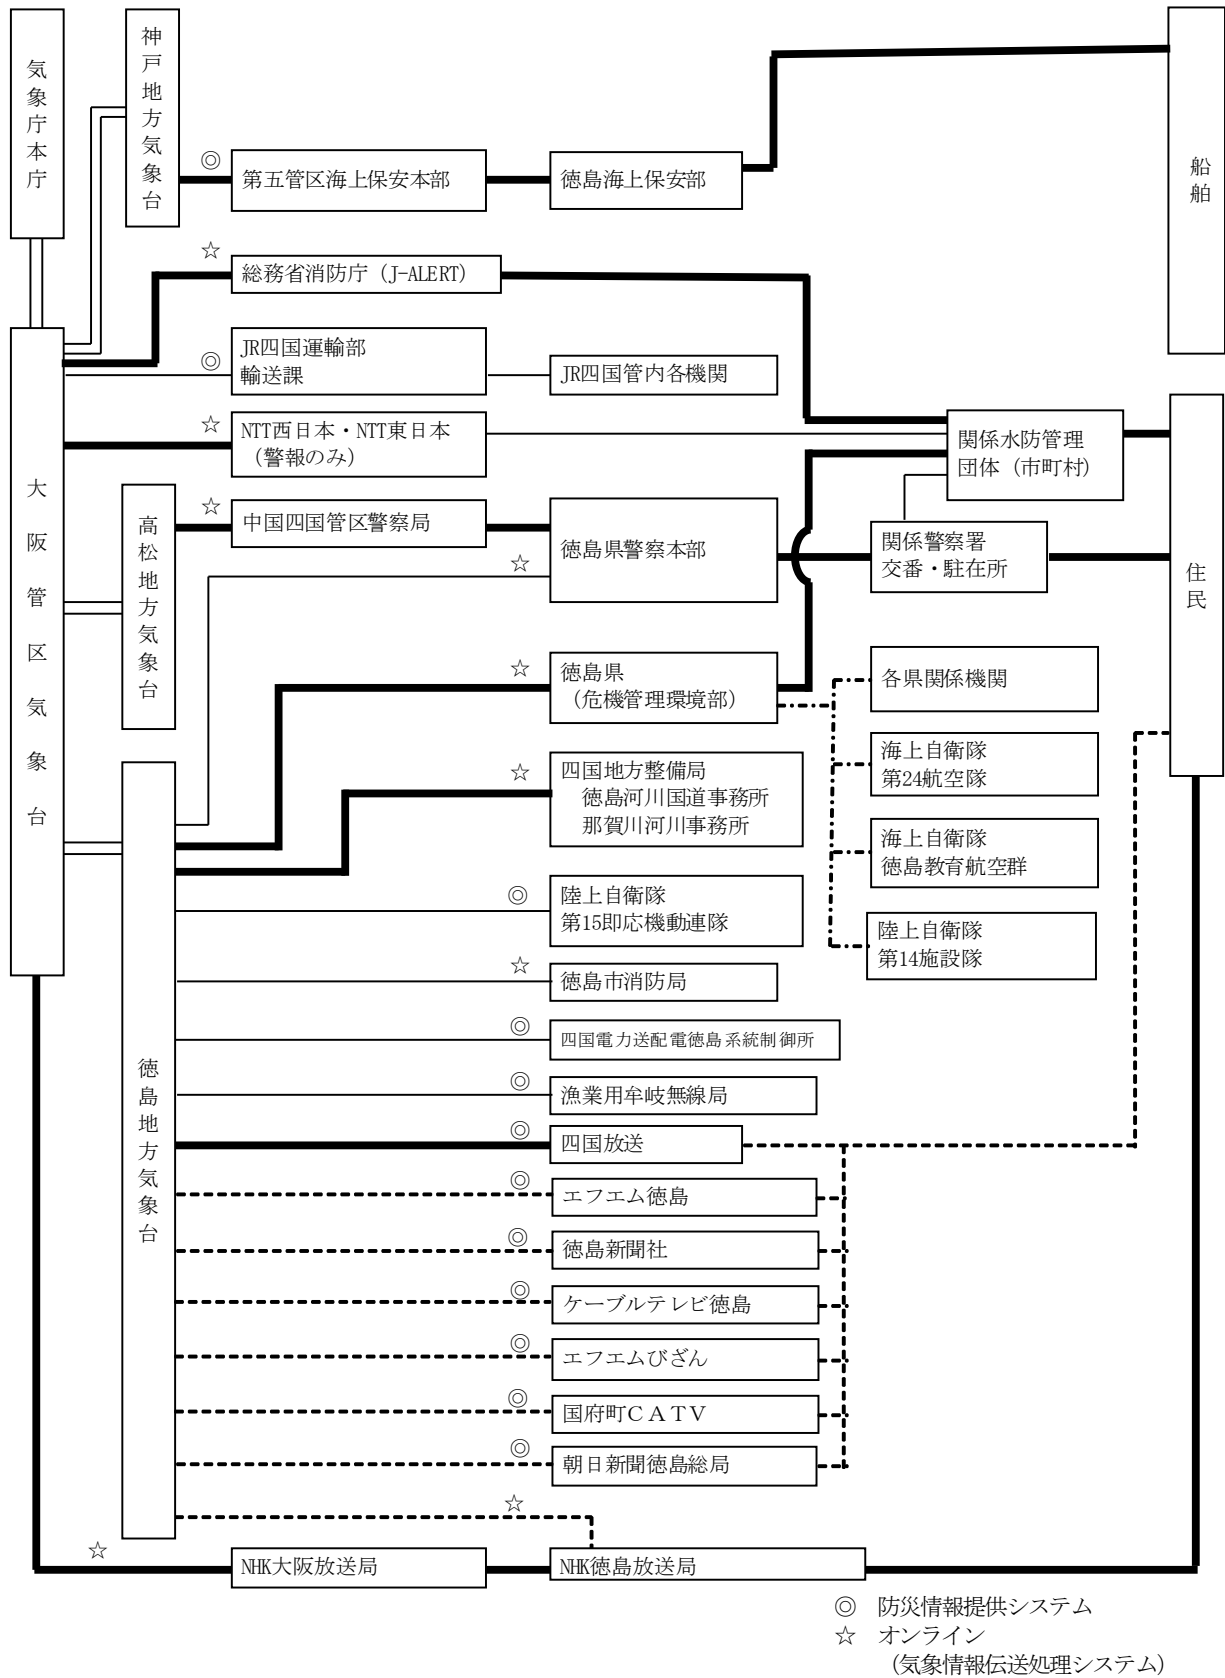 気象庁本庁
神戸地方気象台
船舶
◎
第五管区海上保安本部
徳島海上保安部
☆
総務省消防庁（J-ALERT）
大阪管区気象台
◎
JR四国運輸部
輸送課
JR四国管内各機関
☆
NTT西日本・NTT東日本
（警報のみ）
関係水防管理
団体（市町村）
住民
高松地方気象台
☆
中国四国管区警察局
徳島県警察本部
☆
関係警察署
交番・駐在所
☆
徳島県
（危機管理環境部）
各県関係機関
海上自衛隊
第24航空隊
海上自衛隊
徳島教育航空群
陸上自衛隊
第14施設隊
徳島地方気象台
☆
四国地方整備局
徳島河川国道事務所
那賀川河川事務所
◎
陸上自衛隊
第15即応機動連隊
☆
徳島市消防局
◎
四国電力送配電徳島系統制御所
◎
漁業用牟岐無線局
◎
四国放送
◎
エフエム徳島
◎
徳島新聞社
◎
ケーブルテレビ徳島
◎
エフエムびざん
◎
国府町ＣＡＴＶ
◎
朝日新聞徳島総局
☆
☆
NHK大阪放送局
NHK徳島放送局
◎　防災情報提供システム
☆　オンライン
（気象情報伝送処理システム）